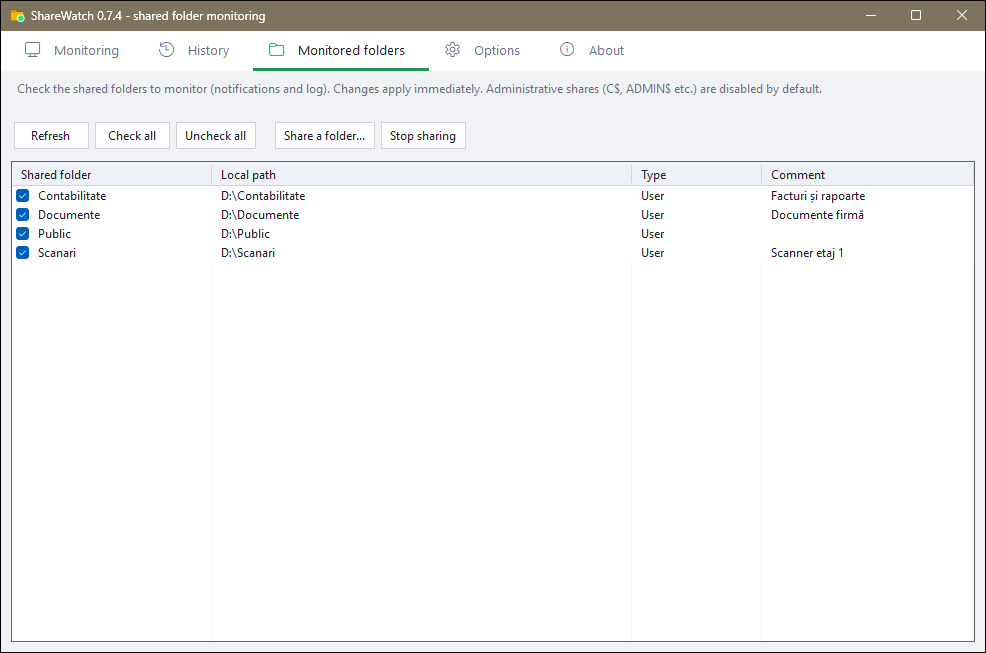 ShareWatch 0.7.4 - shared folder monitoring
Monitoring History Monitored folders Options About
Check the shared folders to monitor (notifications and log). Changes apply immediately. Administrative shares (C$, ADMIN$ etc.) are disabled by default.
Refresh Check all Uncheck all Share a folder... Stop sharing
Shared folder Local path Type Comment
Contabilitate D:\Contabilitate User Facturi și rapoarte
Documente D:\Documente User Documente firmă
Public D:\Public User
Scanari D:\Scanari User Scanner etaj 1